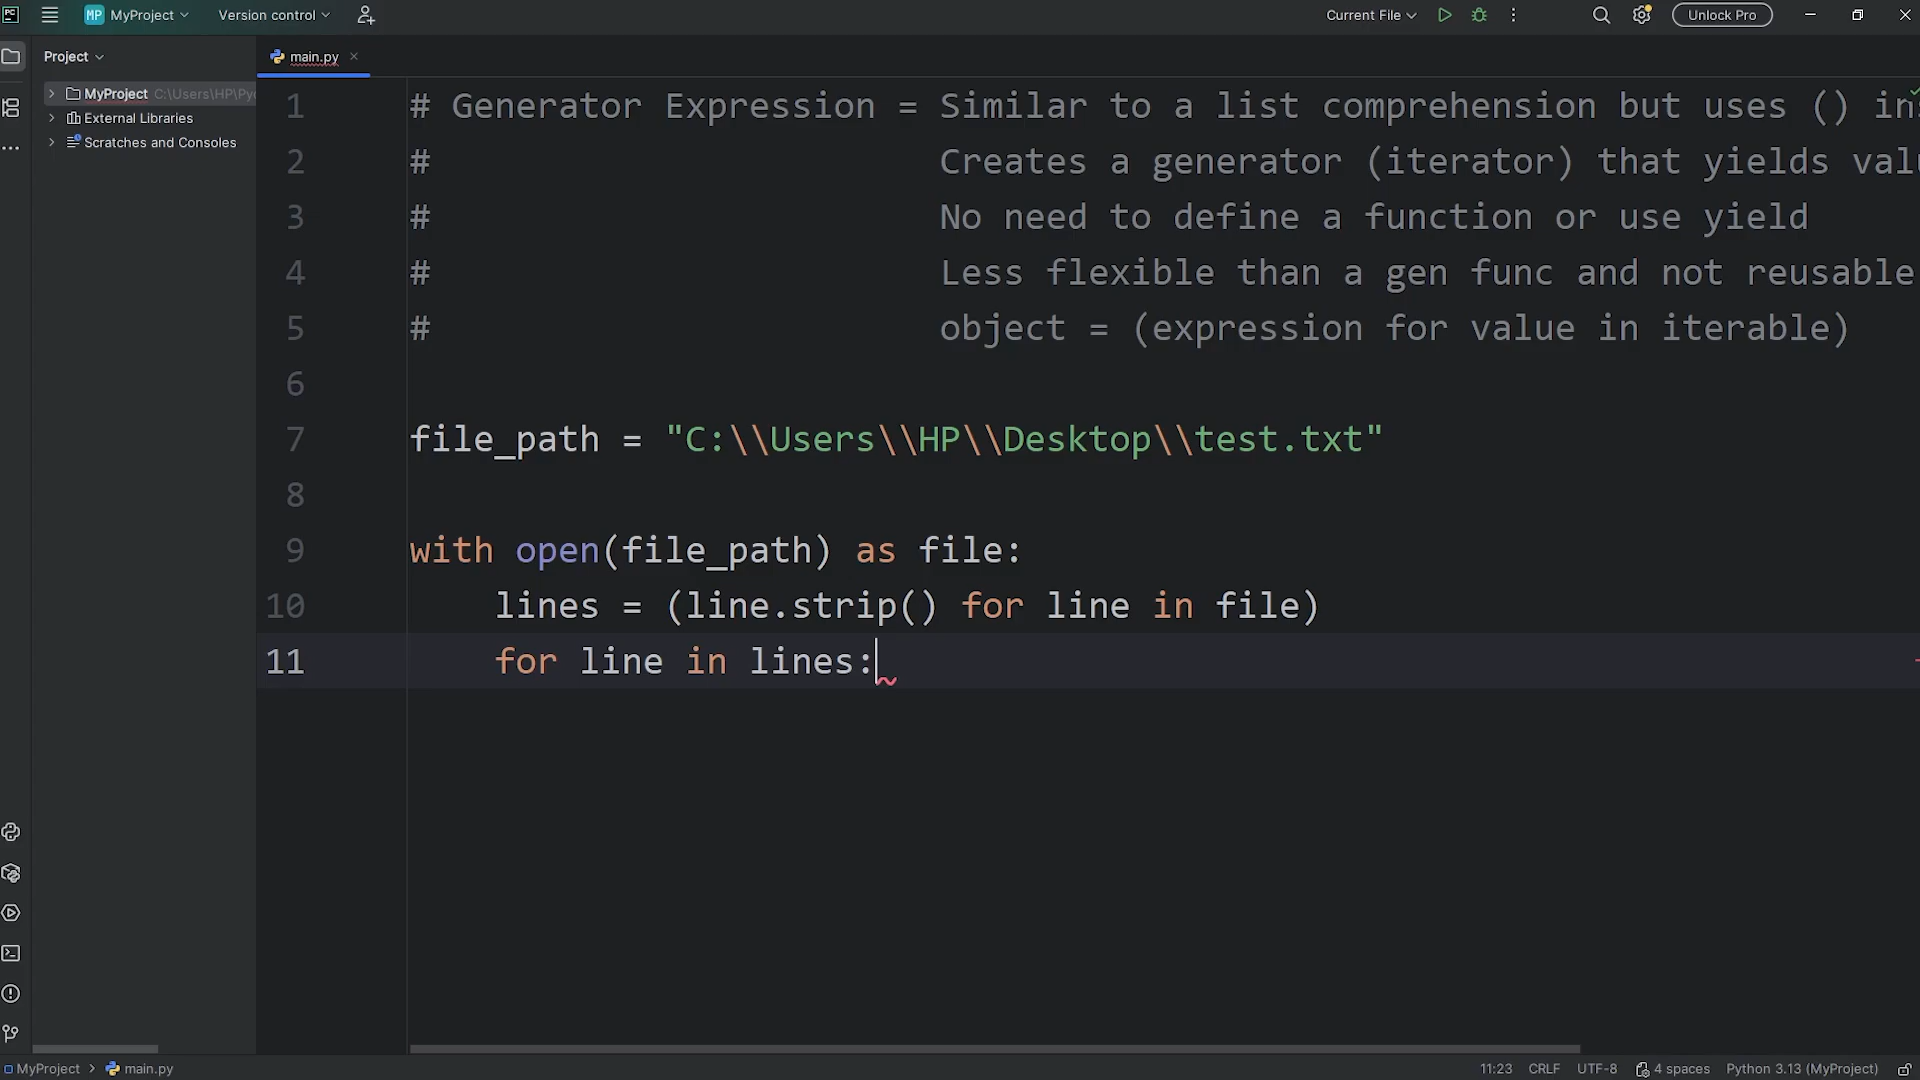 PC
MP MyProject
Version control
Current File
Unlock Pro
Project
main.py
MyProject C:\Users\HP\Pyc
External Libraries
Scratches and Consoles
1 # Generator Expression = Similar to a list comprehension but uses () ins
2 # Creates a generator (iterator) that yields valu
3 # No need to define a function or use yield
4 # Less flexible than a gen func and not reusable
5 # object = (expression for value in iterable)
6
7 file_path = "C:\\Users\\HP\\Desktop\\test.txt"
8
9 with open(file_path) as file:
10 lines = (line.strip() for line in file)
11 for line in lines:
MyProject > main.py
11:23 CRLF UTF-8 4 spaces Python 3.13 (MyProject)